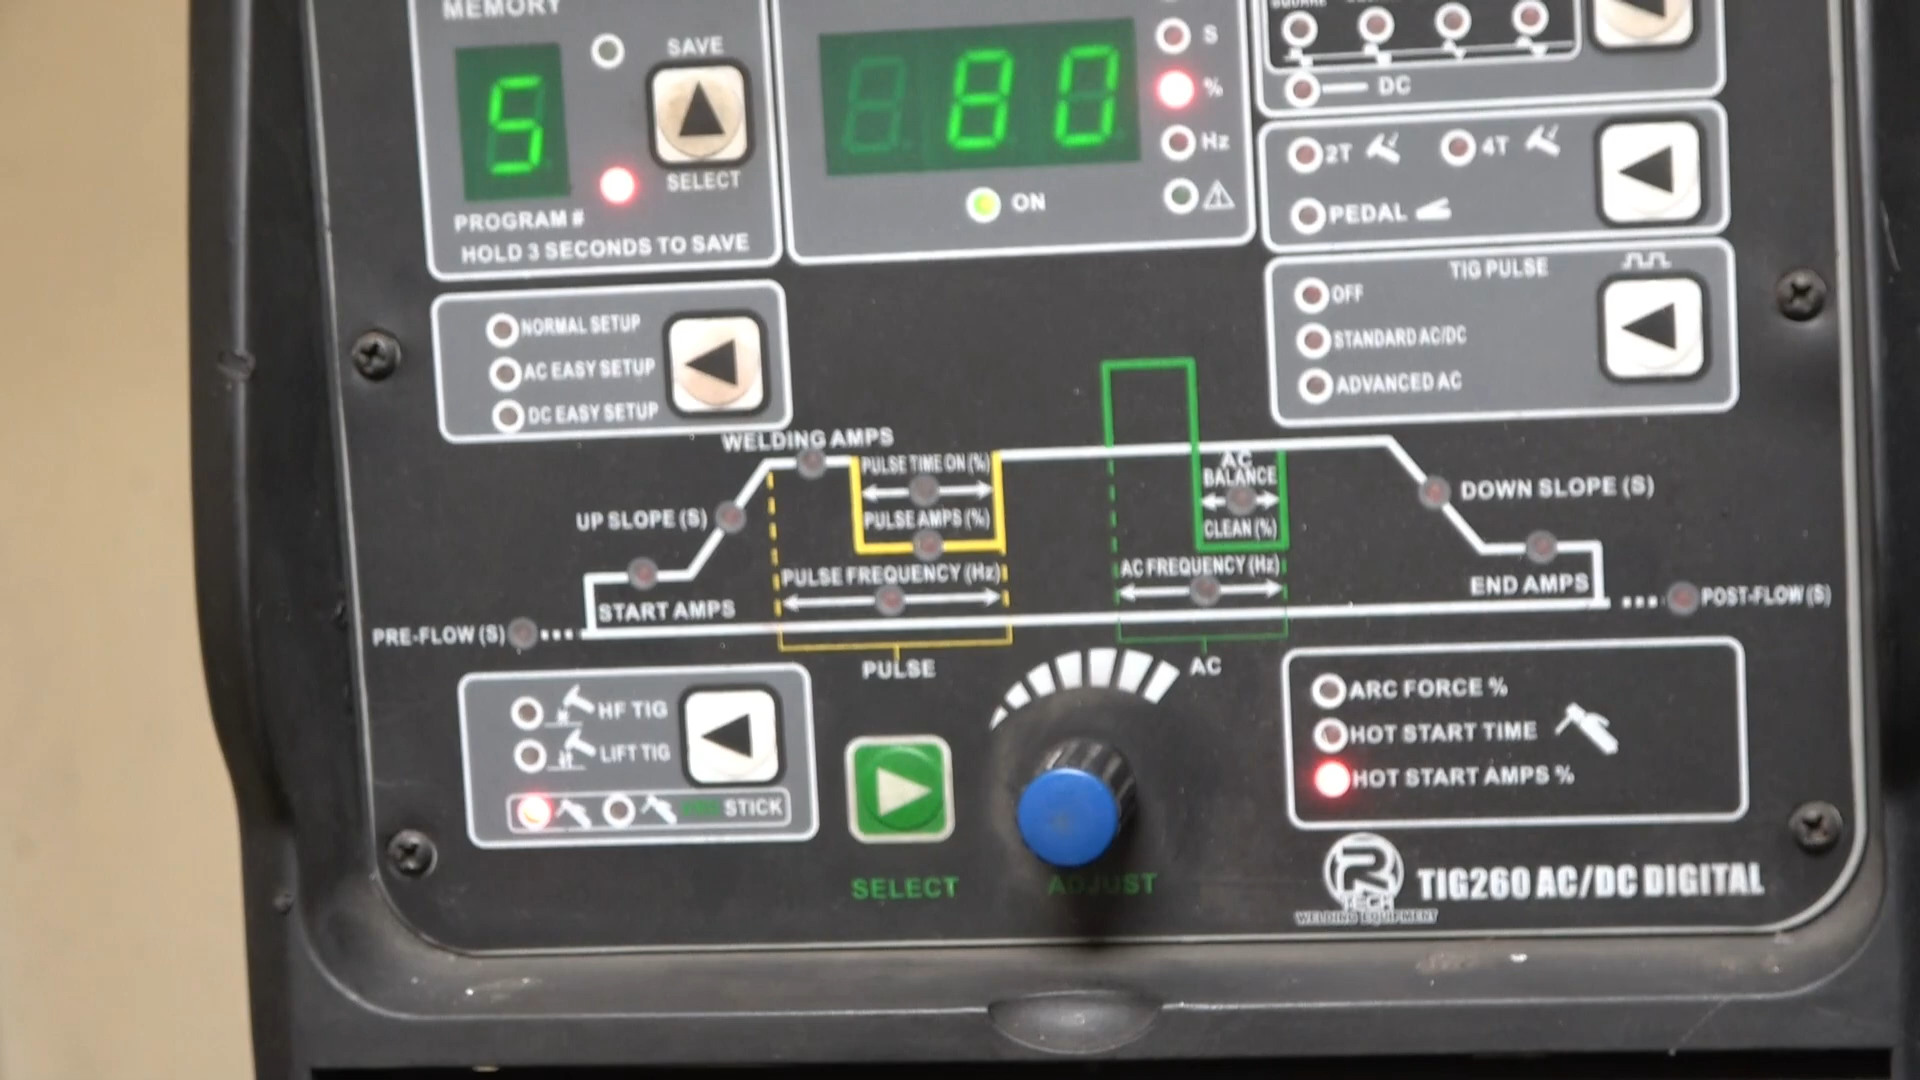 MEMORY
SAVE
5
SELECT
PROGRAM #
HOLD 3 SECONDS TO SAVE
80
S
%
Hz
ON
SQUARE
DC
2T
4T
PEDAL
TIG PULSE
OFF
STANDARD AC/DC
ADVANCED AC
NORMAL SETUP
AC EASY SETUP
DC EASY SETUP
WELDING AMPS
PULSE TIME ON (%)
AC
BALANCE
UP SLOPE (S)
PULSE AMPS (%)
CLEAN (%)
DOWN SLOPE (S)
PULSE FREQUENCY (Hz)
AC FREQUENCY (Hz)
START AMPS
END AMPS
PRE-FLOW (S)
POST-FLOW (S)
PULSE
AC
HF TIG
LIFT TIG
STICK
SELECT
ADJUST
ARC FORCE %
HOT START TIME
HOT START AMPS %
R
TECH
WELDING EQUIPMENT
TIG260 AC/DC DIGITAL